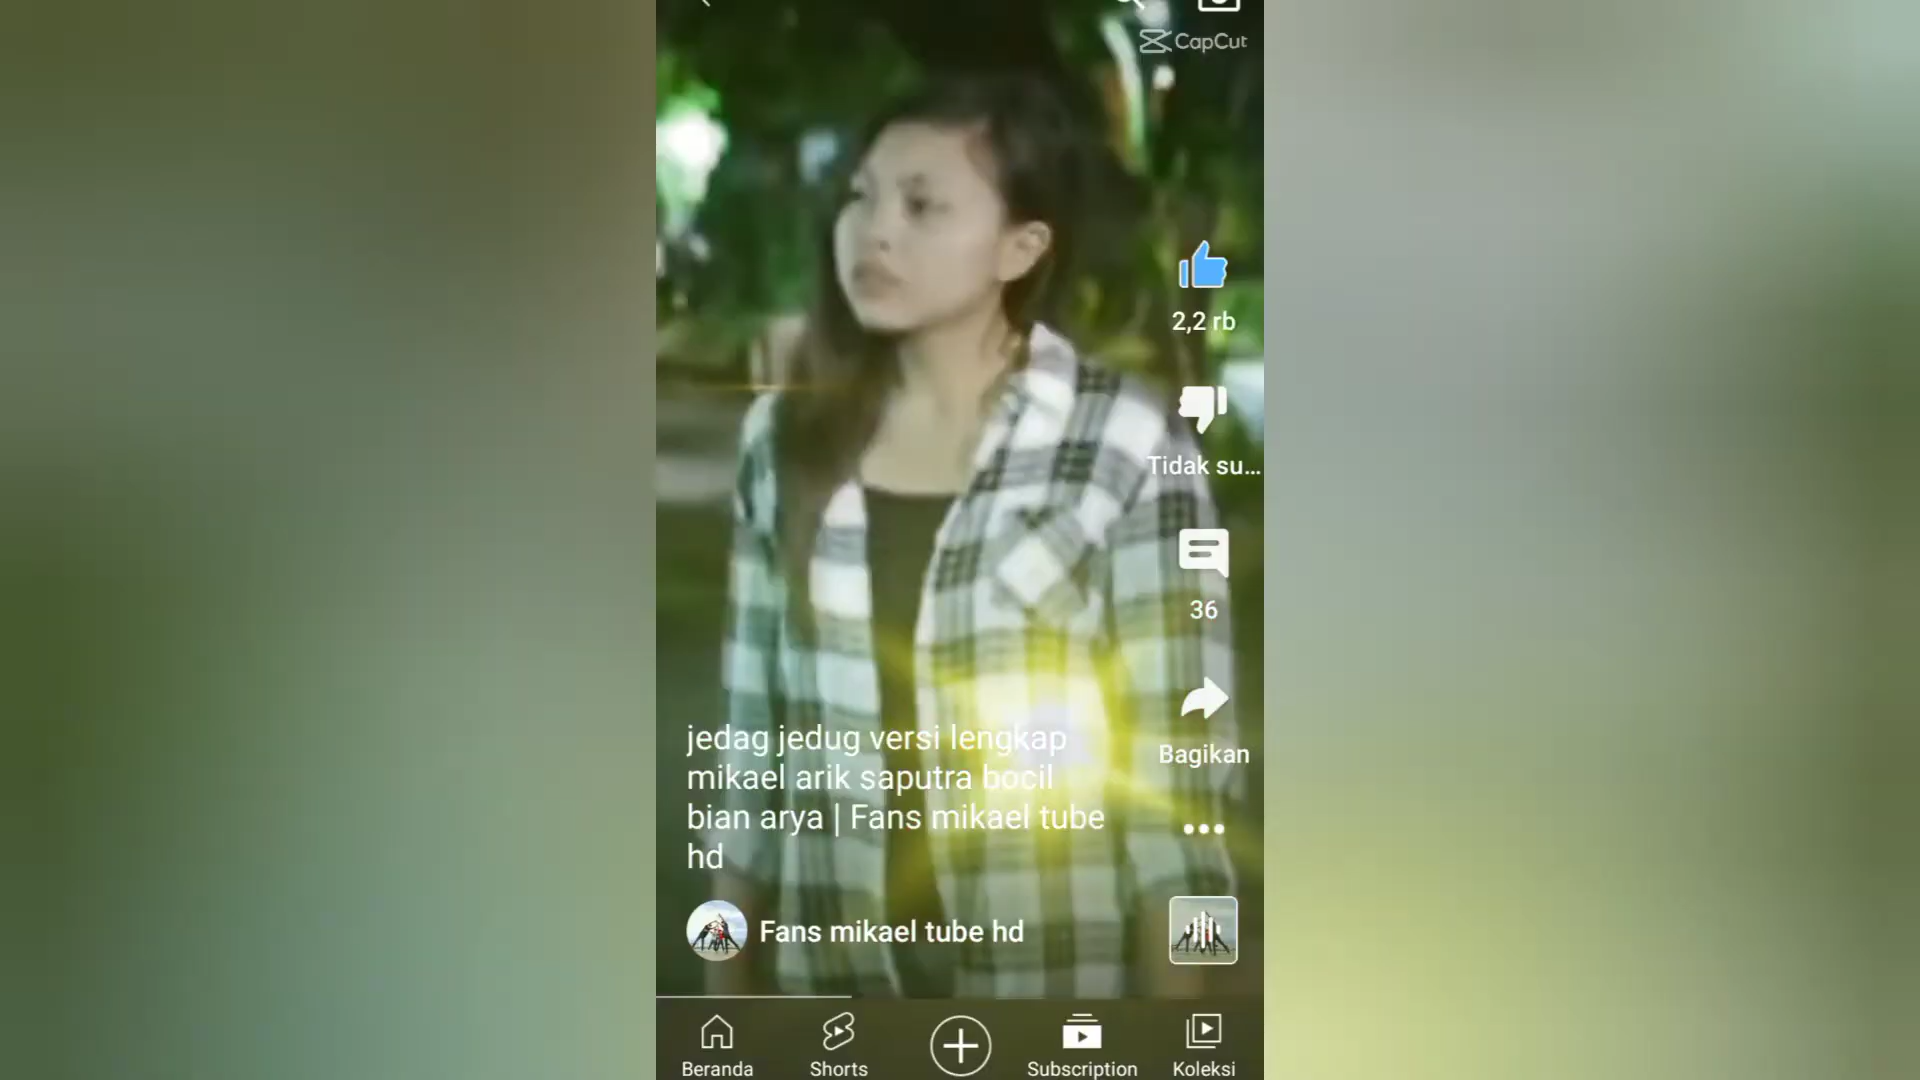 CapCut
2,2 rb
Tidak su...
36
Bagikan
jedag jedug versi lengkap
mikael arik saputra bocil
bian arya | Fans mikael tube
hd
Fans mikael tube hd
Beranda
Shorts
Subscription
Koleksi